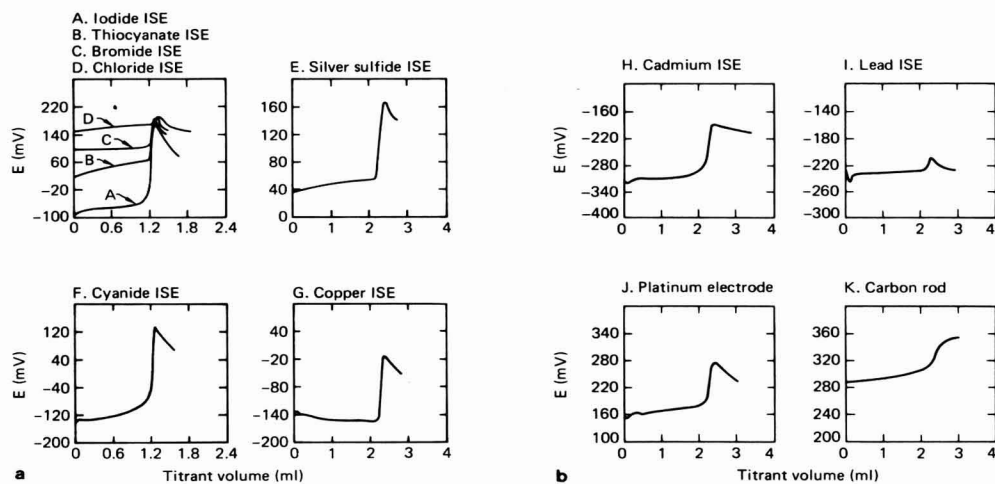 A. Iodide ISE
B. Thiocyanate ISE
C. Bromide ISE
D. Chloride ISE
E. Silver sulfide ISE
H. Cadmium ISE
I. Lead ISE
E (mV)
220
140
60
−20
−100
D
C
B
A
0 0.6 1.2 1.8 2.4
160
120
80
40
0
0 1 2 3 4
E (mV)
−160
−220
−280
−340
−400
0 1 2 3 4
−140
−180
−220
−260
−300
0 1 2 3 4
F. Cyanide ISE
G. Copper ISE
J. Platinum electrode
K. Carbon rod
E (mV)
120
40
−40
−120
−200
0 0.6 1.2 1.8 2.4
40
−20
−80
−140
−200
0 1 2 3 4
E (mV)
340
280
220
160
100
0 1 2 3 4
360
320
280
240
200
0 1 2 3 4
a
Titrant volume (ml)
b
Titrant volume (ml)